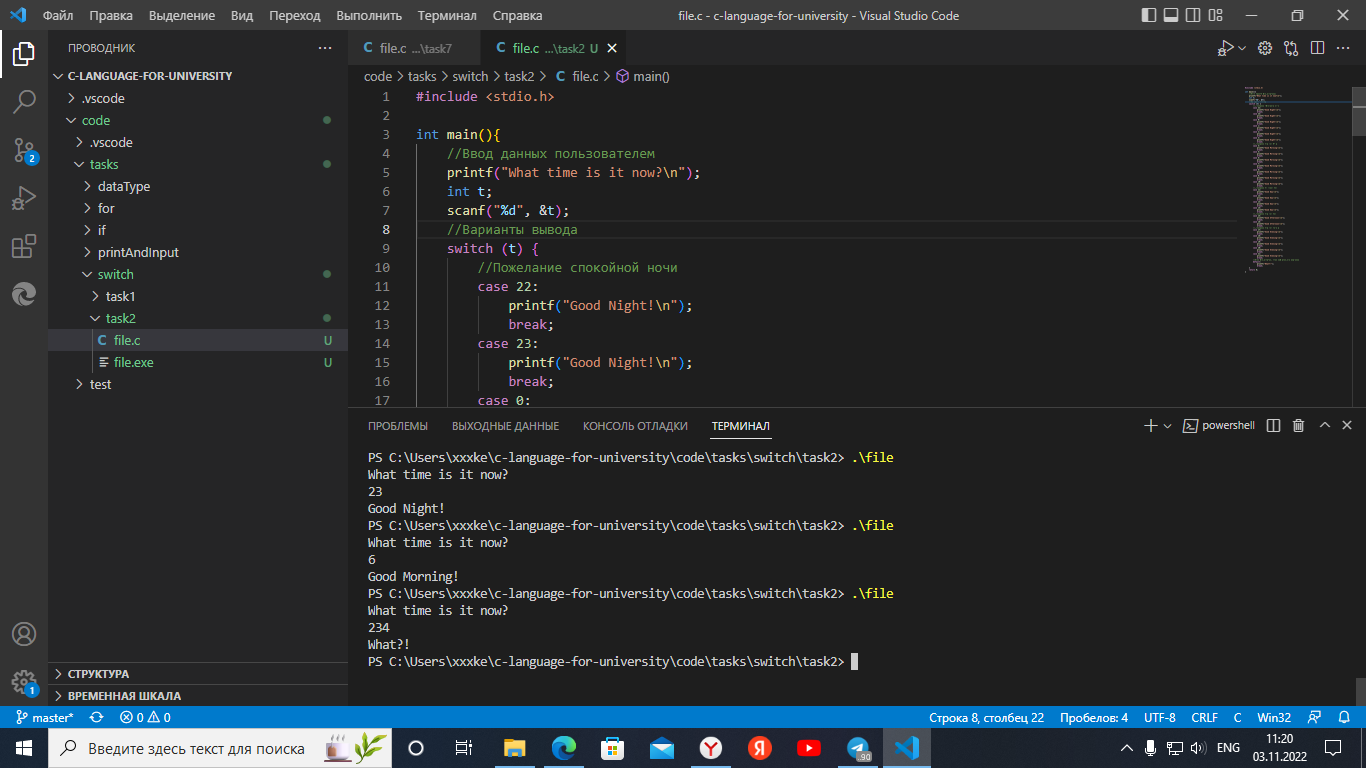 Файл Правка Выделение Вид Переход Выполнить Терминал Справка file.c - c-language-for-university - Visual Studio Code
ПРОВОДНИК
C-LANGUAGE-FOR-UNIVERSITY
.vscode
code
.vscode
tasks
dataType
for
if
printAndInput
switch
task1
task2
C file.c U
file.exe U
test
СТРУКТУРА
ВРЕМЕННАЯ ШКАЛА
2
1
C file.c ...\task7 C file.c ...\task2 U
code > tasks > switch > task2 > C file.c > main()
1 #include <stdio.h>
2
3 int main(){
4 //Ввод данных пользователем
5 printf("What time is it now?\n");
6 int t;
7 scanf("%d", &t);
8 //Варианты вывода
9 switch (t) {
10 //Пожелание спокойной ночи
11 case 22:
12 printf("Good Night!\n");
13 break;
14 case 23:
15 printf("Good Night!\n");
16 break;
17 case 0:
ПРОБЛЕМЫ ВЫХОДНЫЕ ДАННЫЕ КОНСОЛЬ ОТЛАДКИ ТЕРМИНАЛ powershell
PS C:\Users\xxxke\c-language-for-university\code\tasks\switch\task2> .\file
What time is it now?
23
Good Night!
PS C:\Users\xxxke\c-language-for-university\code\tasks\switch\task2> .\file
What time is it now?
6
Good Morning!
PS C:\Users\xxxke\c-language-for-university\code\tasks\switch\task2> .\file
What time is it now?
234
What?!
PS C:\Users\xxxke\c-language-for-university\code\tasks\switch\task2>
master* 0 0 Строка 8, столбец 22 Пробелов: 4 UTF-8 CRLF C Win32
Введите здесь текст для поиска
Я
.90
ENG
11:20
03.11.2022